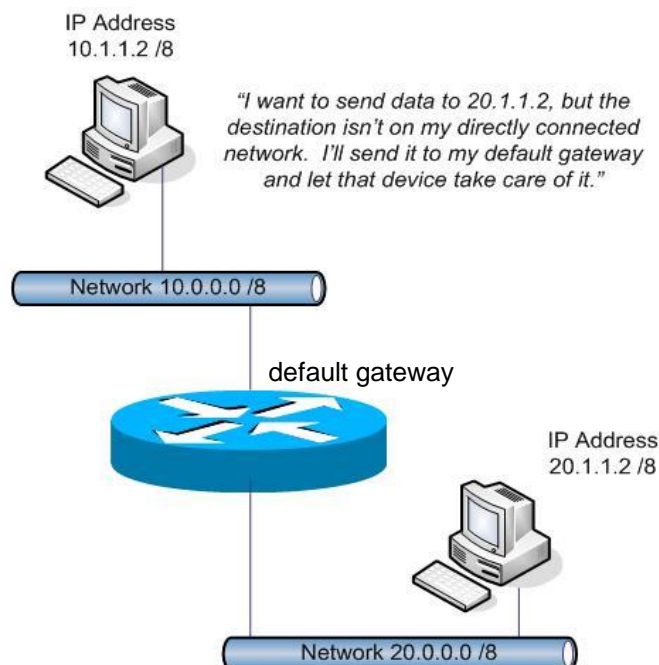 IP Address
10.1.1.2 /8
"I want to send data to 20.1.1.2, but the
destination isn't on my directly connected
network.  I'll send it to my default gateway
and let that device take care of it."
Network 10.0.0.0 /8
default gateway
IP Address
20.1.1.2 /8
Network 20.0.0.0 /8